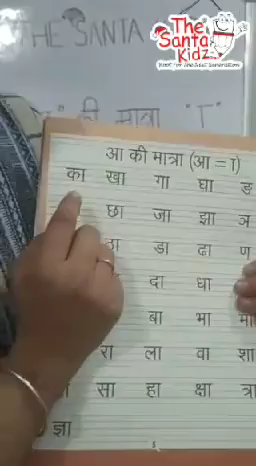 THE SANTA
The Santa Kidz
की मात्रा "ा"
आ की मात्रा (आ = ा)
का खा गा घा ङ
छा जा झा ञ
ठा डा ढा ण
दा धा
बा भा मा
रा ला वा शा
सा हा क्षा त्रा
ज्ञा